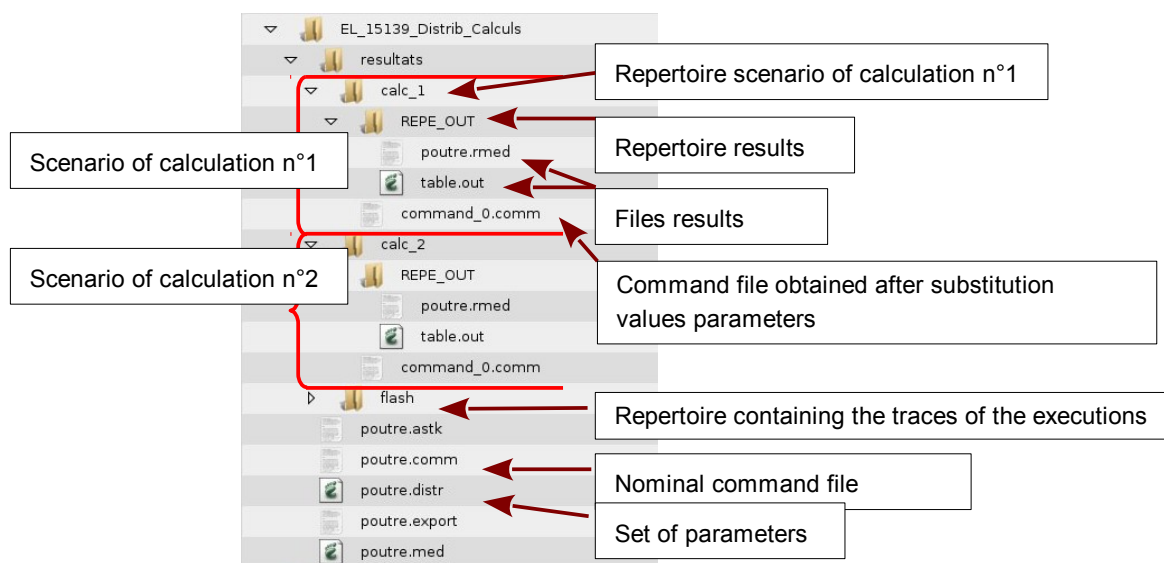 EL_15139_Distrib_Calculs
resultats
calc_1
REPE_OUT
poutre.rmed
table.out
command_0.comm
calc_2
REPE_OUT
poutre.rmed
table.out
command_0.comm
flash
poutre.astk
poutre.comm
poutre.distr
poutre.export
poutre.med
Scenario of calculation n°1
Scenario of calculation n°2
Repertoire scenario of calculation n°1
Repertoire results
Files results
Command file obtained after substitution
values parameters
Repertoire containing the traces of the executions
Nominal command file
Set of parameters